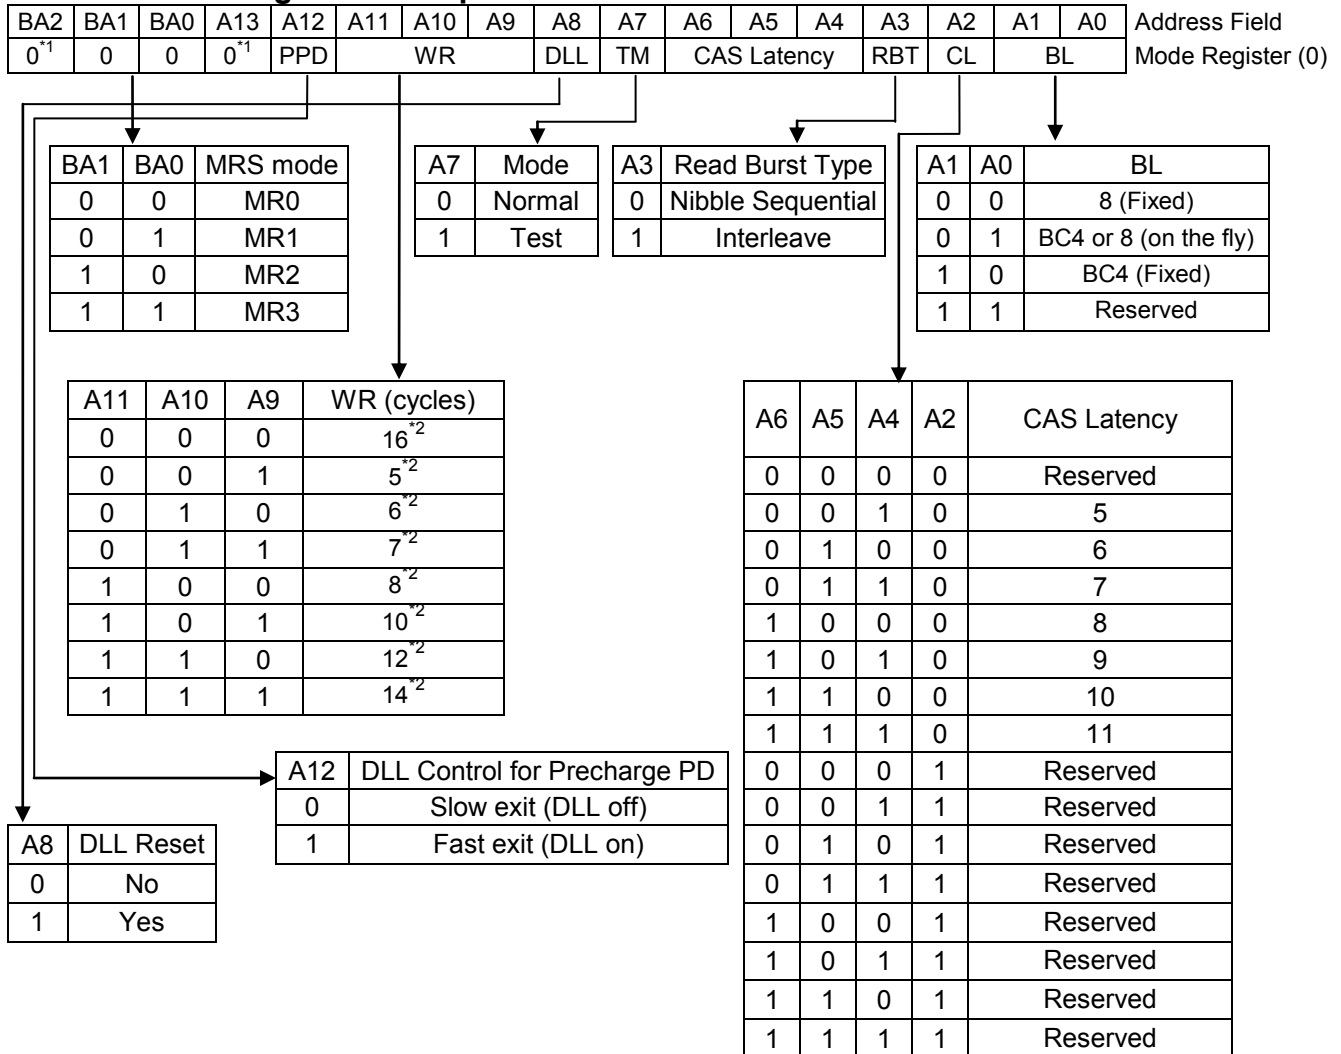 BA2 BA1 BA0 A13 A12 A11 A10 A9 A8 A7 A6 A5 A4 A3 A2 A1 A0 Address Field
0*1 0 0 0*1 PPD WR DLL TM CAS Latency RBT CL BL Mode Register (0)
BA1 BA0 MRS mode
0 0 MR0
0 1 MR1
1 0 MR2
1 1 MR3
A7 Mode
0 Normal
1 Test
A3 Read Burst Type
0 Nibble Sequential
1 Interleave
A1 A0 BL
0 0 8 (Fixed)
0 1 BC4 or 8 (on the fly)
1 0 BC4 (Fixed)
1 1 Reserved
A11 A10 A9 WR (cycles)
0 0 0 16*2
0 0 1 5*2
0 1 0 6*2
0 1 1 7*2
1 0 0 8*2
1 0 1 10*2
1 1 0 12*2
1 1 1 14*2
A6 A5 A4 A2 CAS Latency
0 0 0 0 Reserved
0 0 1 0 5
0 1 0 0 6
0 1 1 0 7
1 0 0 0 8
1 0 1 0 9
1 1 0 0 10
1 1 1 0 11
0 0 0 1 Reserved
0 0 1 1 Reserved
0 1 0 1 Reserved
0 1 1 1 Reserved
1 0 0 1 Reserved
1 0 1 1 Reserved
1 1 0 1 Reserved
1 1 1 1 Reserved
A12 DLL Control for Precharge PD
0 Slow exit (DLL off)
1 Fast exit (DLL on)
A8 DLL Reset
0 No
1 Yes